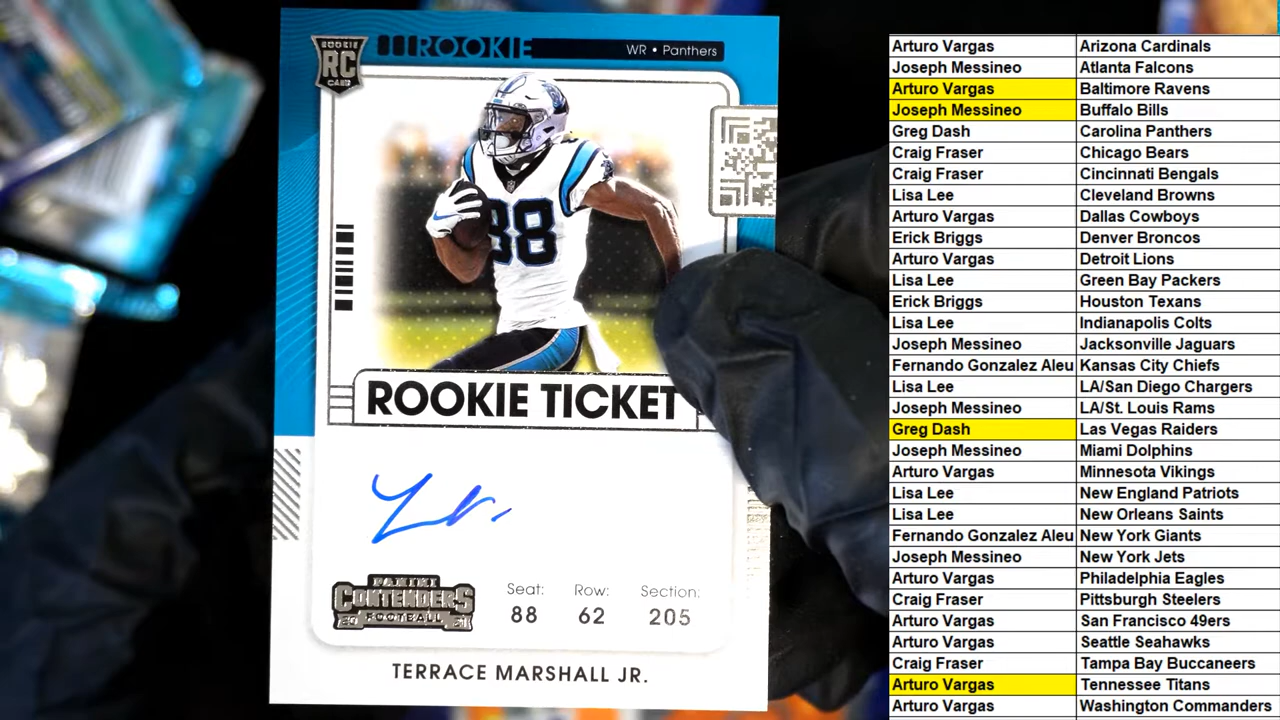 ROOKIE
RC
CARD
ROOKIE
WR • Panthers
88
ROOKIE TICKET
PANINI
CONTENDERS
FOOTBALL
20 21
Seat: Row: Section:
88 62 205
TERRACE MARSHALL JR.
Arturo Vargas Arizona Cardinals
Joseph Messineo Atlanta Falcons
Arturo Vargas Baltimore Ravens
Joseph Messineo Buffalo Bills
Greg Dash Carolina Panthers
Craig Fraser Chicago Bears
Craig Fraser Cincinnati Bengals
Lisa Lee Cleveland Browns
Arturo Vargas Dallas Cowboys
Erick Briggs Denver Broncos
Arturo Vargas Detroit Lions
Lisa Lee Green Bay Packers
Erick Briggs Houston Texans
Lisa Lee Indianapolis Colts
Joseph Messineo Jacksonville Jaguars
Fernando Gonzalez Aleu Kansas City Chiefs
Lisa Lee LA/San Diego Chargers
Joseph Messineo LA/St. Louis Rams
Greg Dash Las Vegas Raiders
Joseph Messineo Miami Dolphins
Arturo Vargas Minnesota Vikings
Lisa Lee New England Patriots
Lisa Lee New Orleans Saints
Fernando Gonzalez Aleu New York Giants
Joseph Messineo New York Jets
Arturo Vargas Philadelphia Eagles
Craig Fraser Pittsburgh Steelers
Arturo Vargas San Francisco 49ers
Arturo Vargas Seattle Seahawks
Craig Fraser Tampa Bay Buccaneers
Arturo Vargas Tennessee Titans
Arturo Vargas Washington Commanders